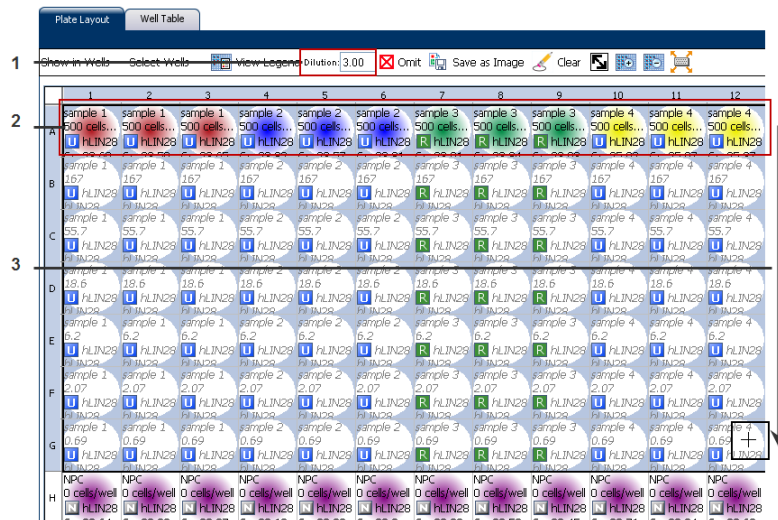 Plate Layout Well Table
1 Show in Wells Select Wells View Legend Dilution: 3.00 Omit Save as Image Clear
1 2 3 4 5 6 7 8 9 10 11 12
2
sample 1 sample 1 sample 1 sample 2 sample 2 sample 2 sample 3 sample 3 sample 3 sample 4 sample 4 sample 4
A 500 cells... 500 cells... 500 cells... 500 cells... 500 cells... 500 cells... 500 cells... 500 cells... 500 cells... 500 cells... 500 cells... 500 cells...
U hLIN28 U hLIN28 U hLIN28 U hLIN28 U hLIN28 U hLIN28 R hLIN28 R hLIN28 R hLIN28 U hLIN28 U hLIN28 U hLIN28
sample 1 sample 1 sample 1 sample 2 sample 2 sample 2 sample 3 sample 3 sample 3 sample 4 sample 4 sample 4
B 167 167 167 167 167 167 167 167 167 167 167 167
U hLIN28 U hLIN28 U hLIN28 U hLIN28 U hLIN28 U hLIN28 R hLIN28 R hLIN28 R hLIN28 U hLIN28 U hLIN28 U hLIN28
sample 1 sample 1 sample 1 sample 2 sample 2 sample 2 sample 3 sample 3 sample 3 sample 4 sample 4 sample 4
C 55.7 55.7 55.7 55.7 55.7 55.7 55.7 55.7 55.7 55.7 55.7 55.7
U hLIN28 U hLIN28 U hLIN28 U hLIN28 U hLIN28 U hLIN28 R hLIN28 R hLIN28 R hLIN28 U hLIN28 U hLIN28 U hLIN28
3
sample 1 sample 1 sample 1 sample 2 sample 2 sample 2 sample 3 sample 3 sample 3 sample 4 sample 4 sample 4
D 18.6 18.6 18.6 18.6 18.6 18.6 18.6 18.6 18.6 18.6 18.6 18.6
U hLIN28 U hLIN28 U hLIN28 U hLIN28 U hLIN28 U hLIN28 R hLIN28 R hLIN28 R hLIN28 U hLIN28 U hLIN28 U hLIN28
sample 1 sample 1 sample 1 sample 2 sample 2 sample 2 sample 3 sample 3 sample 3 sample 4 sample 4 sample 4
E 6.2 6.2 6.2 6.2 6.2 6.2 6.2 6.2 6.2 6.2 6.2 6.2
U hLIN28 U hLIN28 U hLIN28 U hLIN28 U hLIN28 U hLIN28 R hLIN28 R hLIN28 R hLIN28 U hLIN28 U hLIN28 U hLIN28
sample 1 sample 1 sample 1 sample 2 sample 2 sample 2 sample 3 sample 3 sample 3 sample 4 sample 4 sample 4
F 2.07 2.07 2.07 2.07 2.07 2.07 2.07 2.07 2.07 2.07 2.07 2.07
U hLIN28 U hLIN28 U hLIN28 U hLIN28 U hLIN28 U hLIN28 R hLIN28 R hLIN28 R hLIN28 U hLIN28 U hLIN28 U hLIN28
sample 1 sample 1 sample 1 sample 2 sample 2 sample 2 sample 3 sample 3 sample 3 sample 4 sample 4 sample 4
G 0.69 0.69 0.69 0.69 0.69 0.69 0.69 0.69 0.69 0.69 0.69 0.69
U hLIN28 U hLIN28 U hLIN28 U hLIN28 U hLIN28 U hLIN28 R hLIN28 R hLIN28 R hLIN28 U hLIN28 U hLIN28 U hLIN28
NPC NPC NPC NPC NPC NPC NPC NPC NPC NPC NPC NPC
H 0 cells/well 0 cells/well 0 cells/well 0 cells/well 0 cells/well 0 cells/well 0 cells/well 0 cells/well 0 cells/well 0 cells/well 0 cells/well 0 cells/well
N hLIN28 N hLIN28 N hLIN28 N hLIN28 N hLIN28 N hLIN28 N hLIN28 N hLIN28 N hLIN28 N hLIN28 N hLIN28 N hLIN28